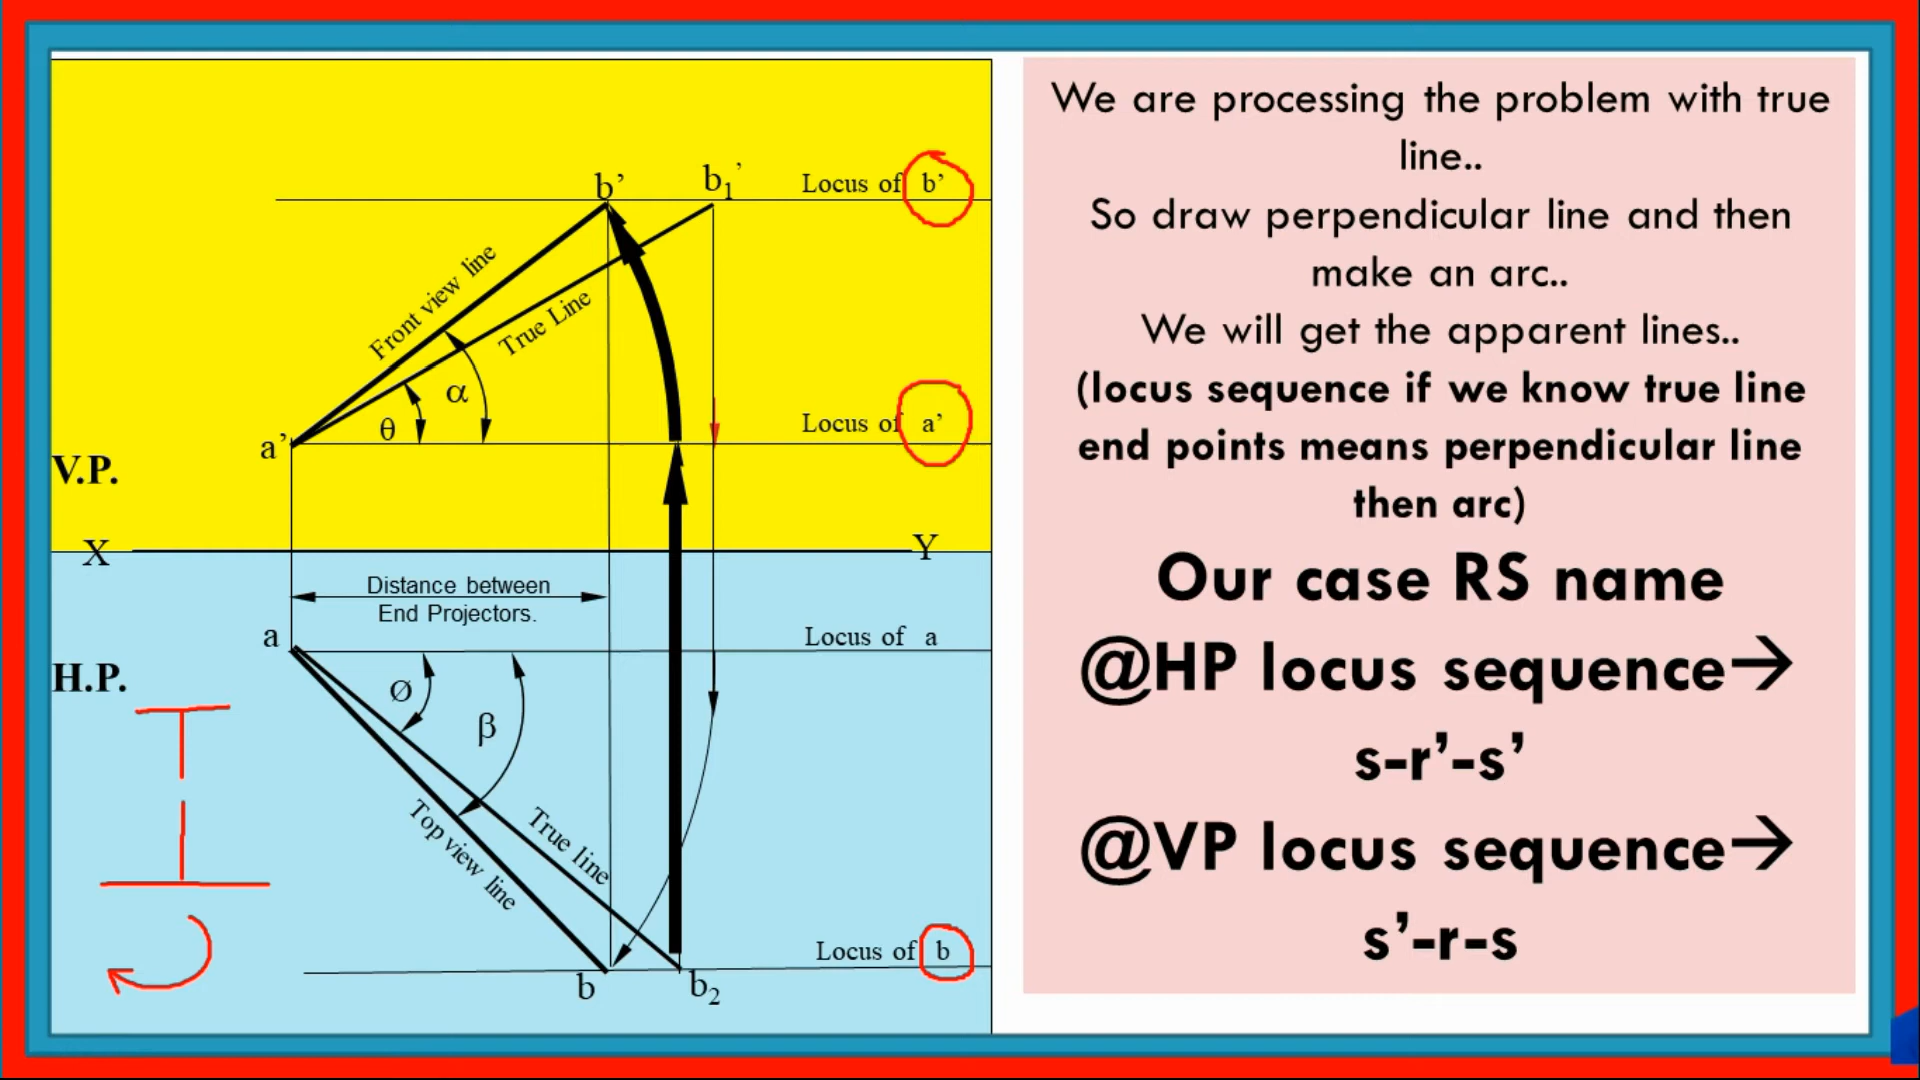 b’
b₁’
Locus of b’
Front view line
True Line
α
θ
Locus of a’
a’
V.P.
X
Y
Distance between
End Projectors.
a
Locus of a
H.P.
Ø
β
Top view line
True line
Locus of b
b
b₂
We are processing the problem with true
line..
So draw perpendicular line and then
make an arc..
We will get the apparent lines..
(locus sequence if we know true line
end points means perpendicular line
then arc)
Our case RS name
@HP locus sequence→
s-r’-s’
@VP locus sequence→
s’-r-s